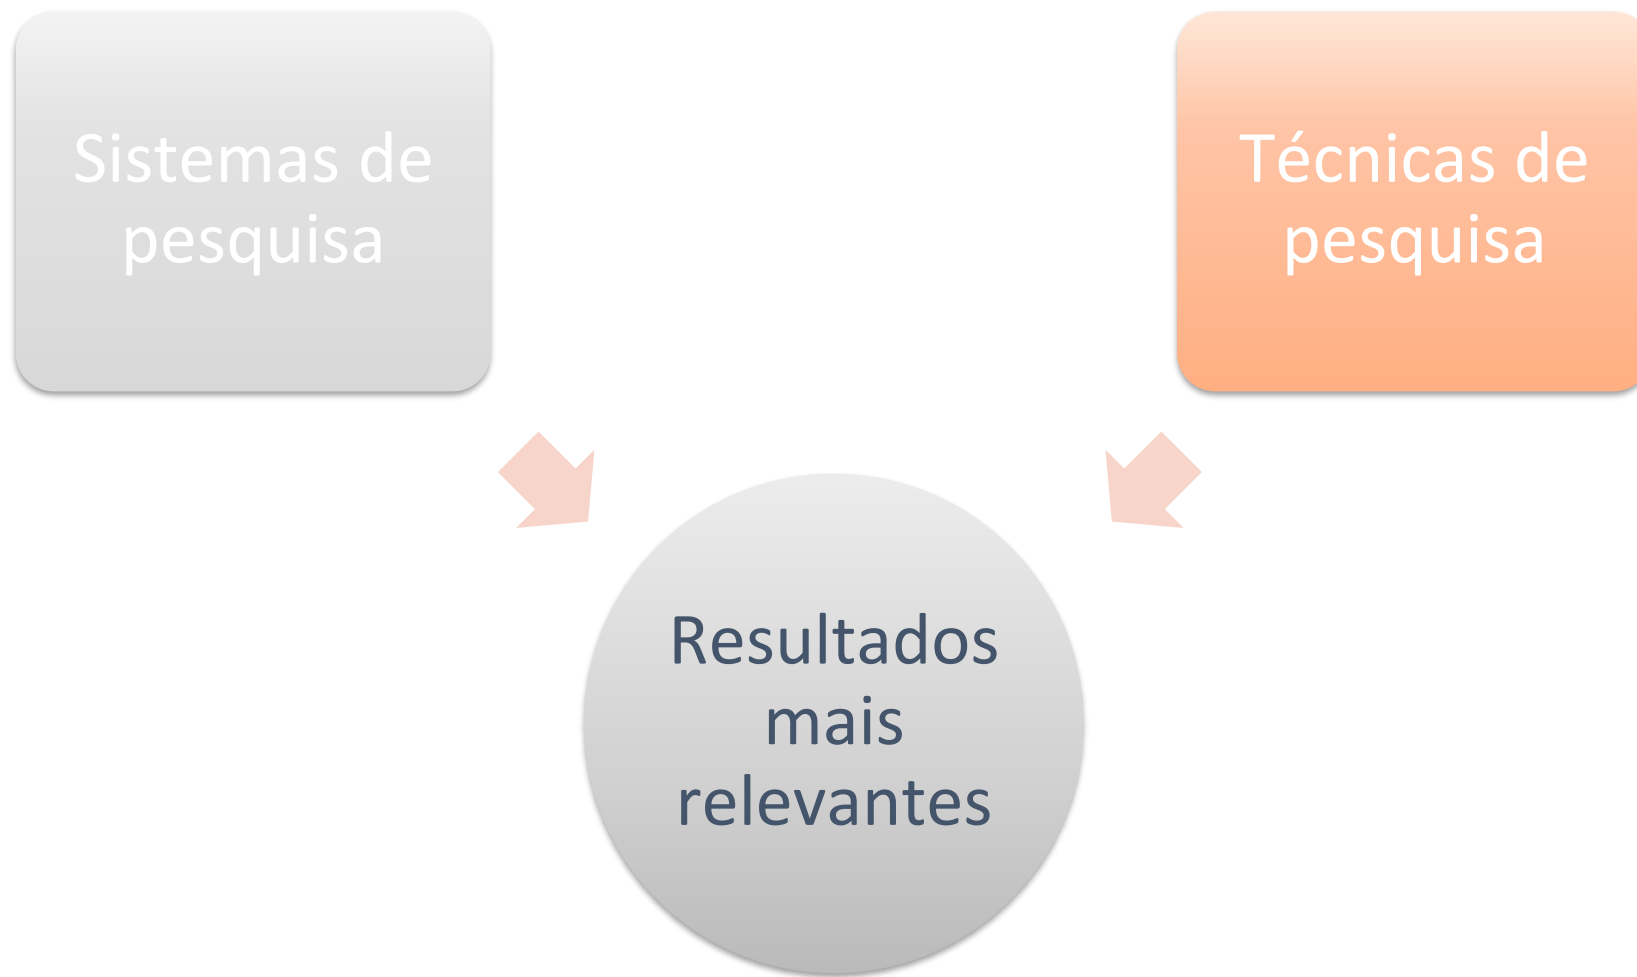 Sistemas de
pesquisa
Técnicas de
pesquisa
Resultados
mais
relevantes